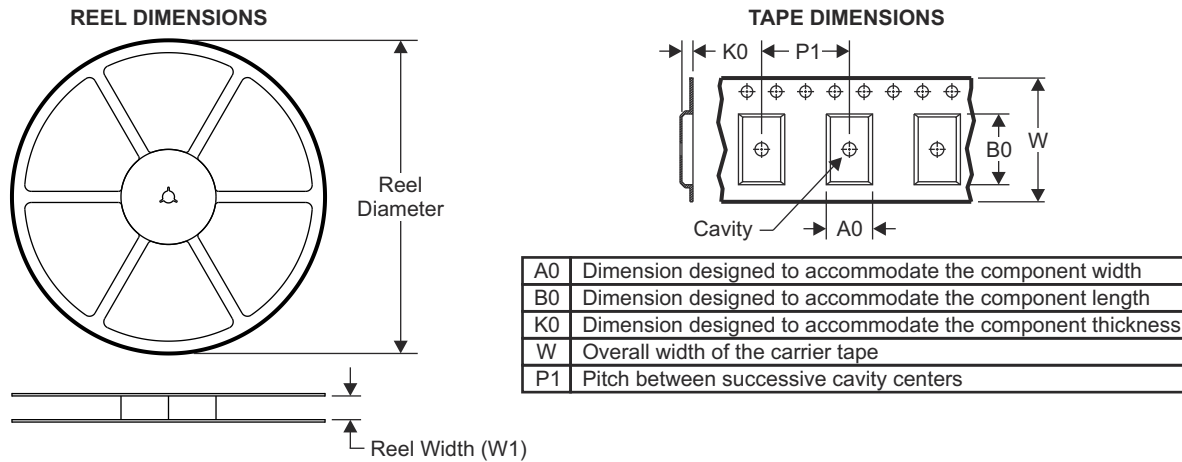 REEL DIMENSIONS
Reel
Diameter
Reel Width (W1)
TAPE DIMENSIONS
K0
P1
B0
W
Cavity
A0
A0 Dimension designed to accommodate the component width
B0 Dimension designed to accommodate the component length
K0 Dimension designed to accommodate the component thickness
W Overall width of the carrier tape
P1 Pitch between successive cavity centers